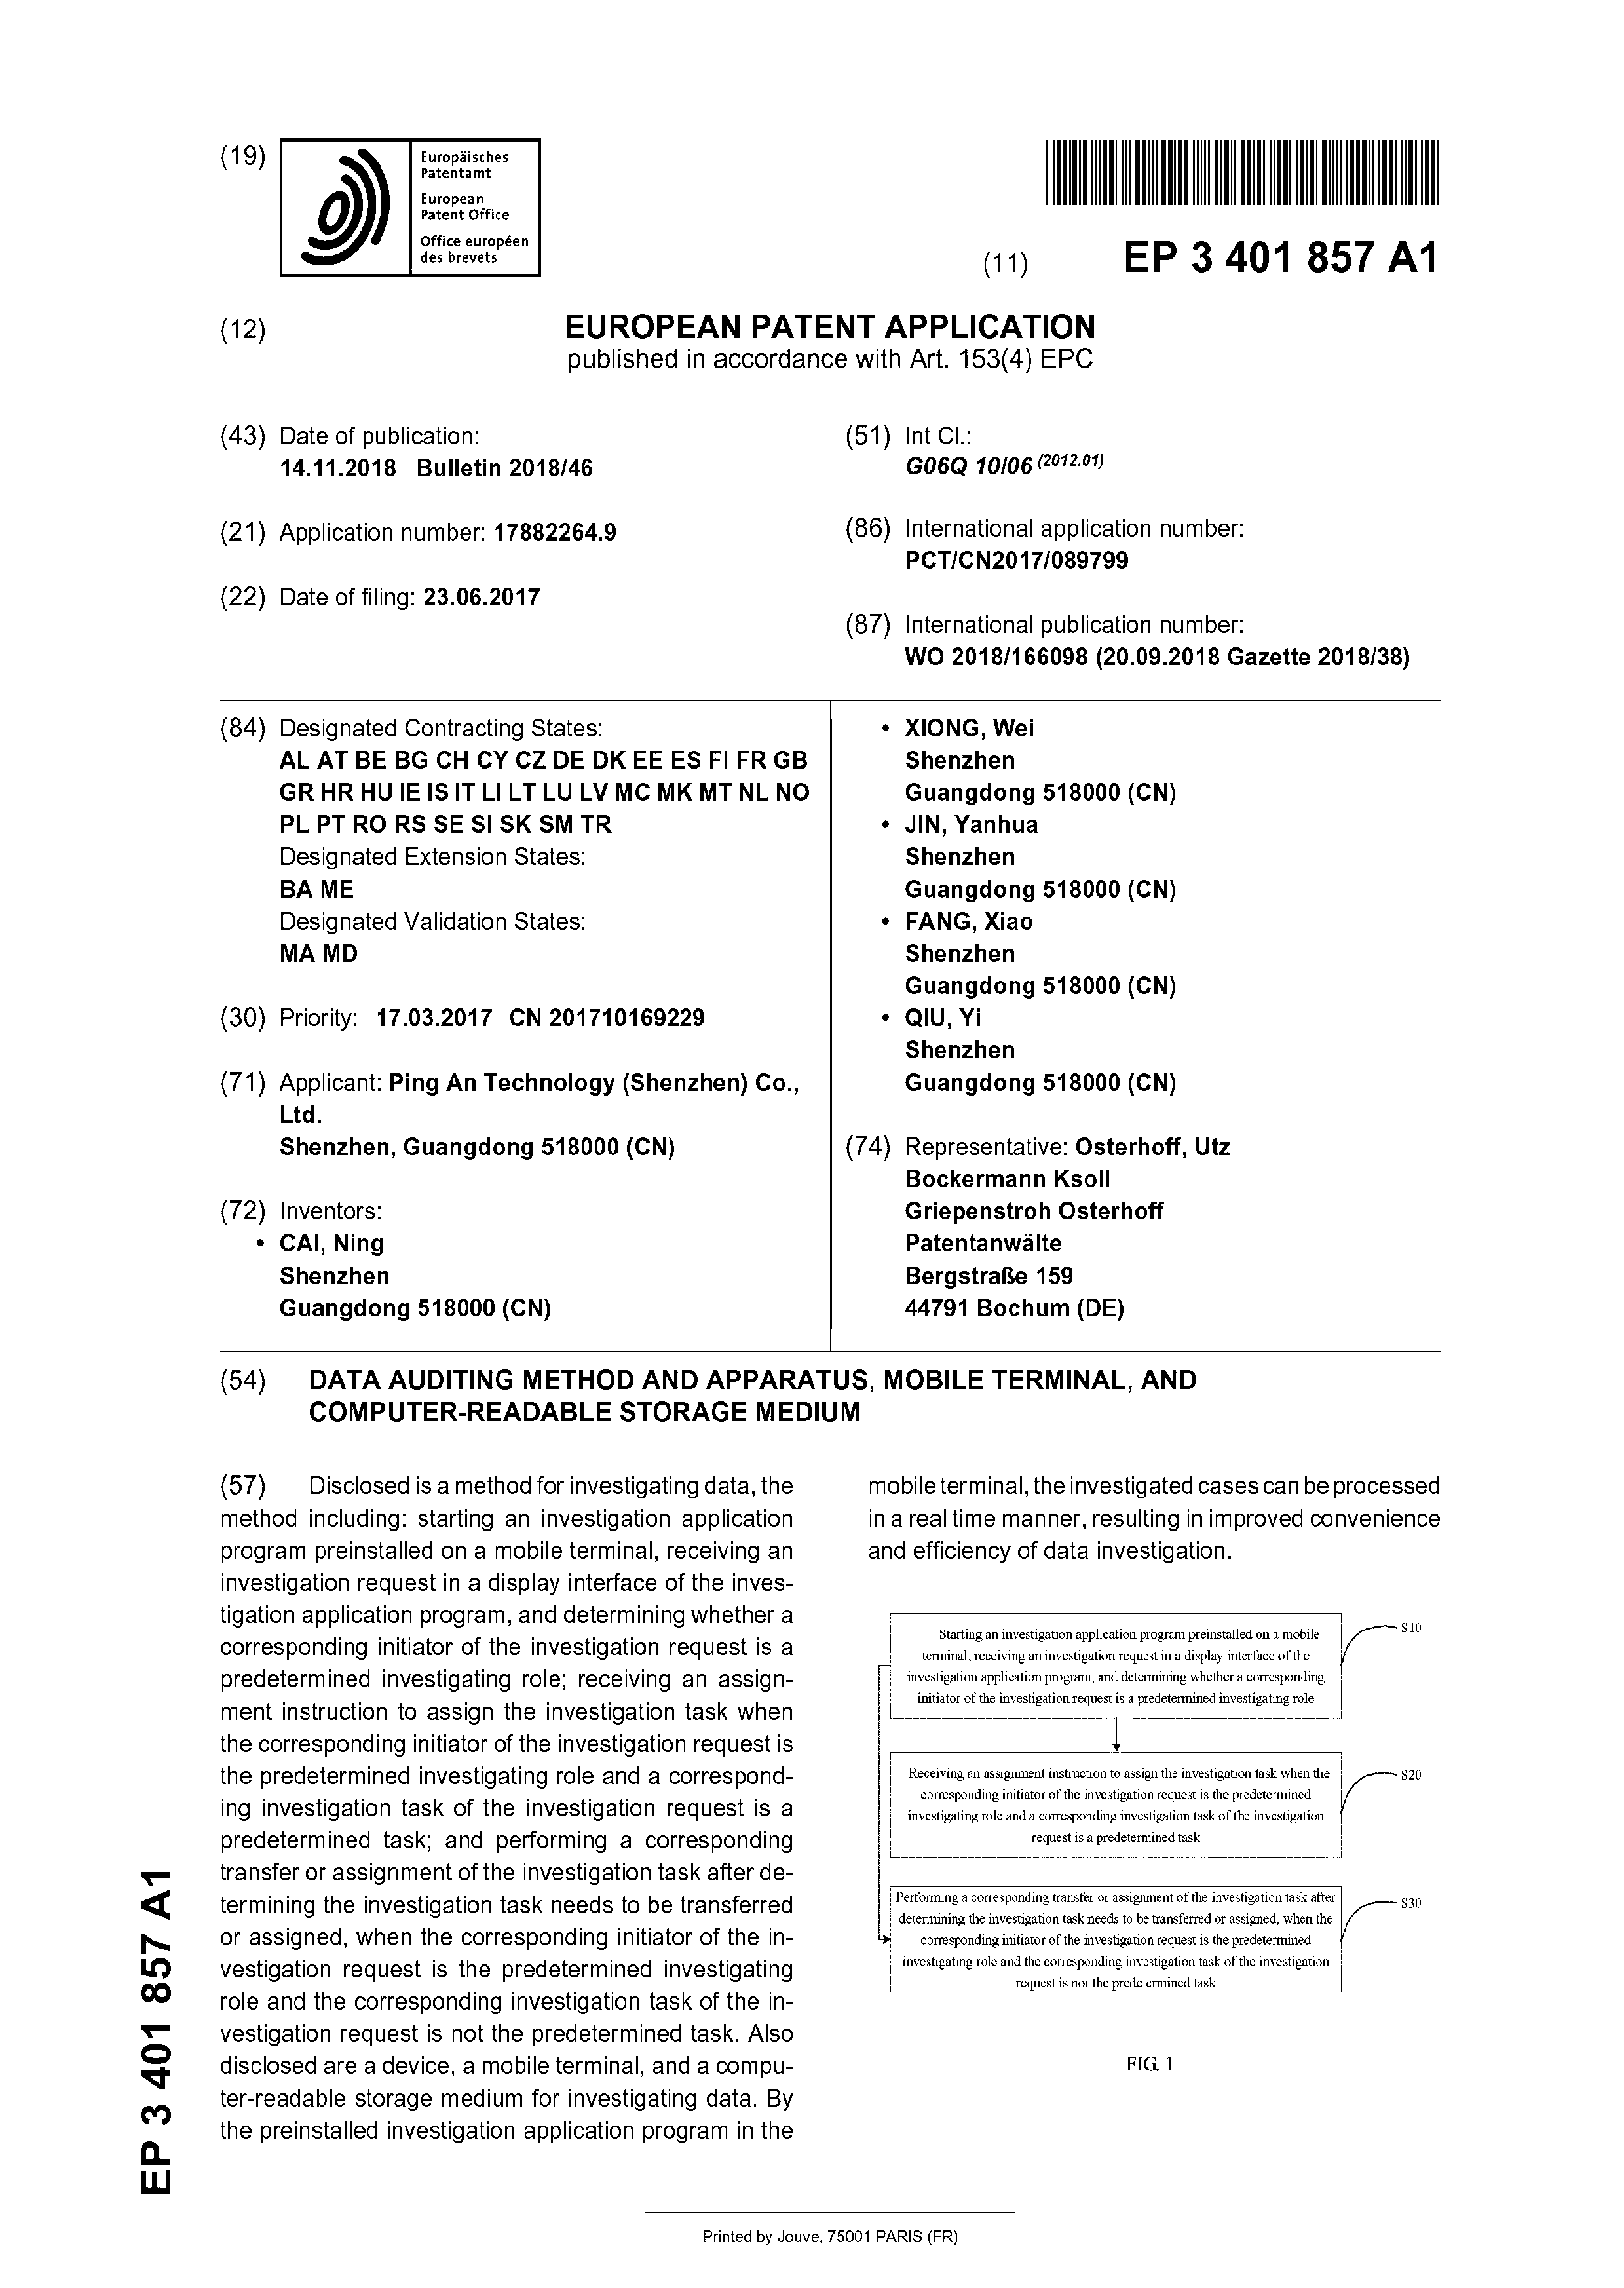 (19)
Europäisches
Patentamt
European
Patent Office
Office européen
des brevets
(11)
EP 3 401 857 A1
(12)
EUROPEAN PATENT APPLICATION
published in accordance with Art. 153(4) EPC
(43) Date of publication:
14.11.2018 Bulletin 2018/46
(21) Application number: 17882264.9
(22) Date of filing: 23.06.2017
(51) Int Cl.:
G06Q 10/06 (2012.01)
(86) International application number:
PCT/CN2017/089799
(87) International publication number:
WO 2018/166098 (20.09.2018 Gazette 2018/38)
(84) Designated Contracting States:
AL AT BE BG CH CY CZ DE DK EE ES FI FR GB
GR HR HU IE IS IT LI LT LU LV MC MK MT NL NO
PL PT RO RS SE SI SK SM TR
Designated Extension States:
BA ME
Designated Validation States:
MA MD
(30) Priority: 17.03.2017 CN 201710169229
(71) Applicant: Ping An Technology (Shenzhen) Co.,
Ltd.
Shenzhen, Guangdong 518000 (CN)
(72) Inventors:
• CAI, Ning
Shenzhen
Guangdong 518000 (CN)
• XIONG, Wei
Shenzhen
Guangdong 518000 (CN)
• JIN, Yanhua
Shenzhen
Guangdong 518000 (CN)
• FANG, Xiao
Shenzhen
Guangdong 518000 (CN)
• QIU, Yi
Shenzhen
Guangdong 518000 (CN)
(74) Representative: Osterhoff, Utz
Bockermann Ksoll
Griepenstroh Osterhoff
Patentanwälte
Bergstraße 159
44791 Bochum (DE)
(54) DATA AUDITING METHOD AND APPARATUS, MOBILE TERMINAL, AND
COMPUTER-READABLE STORAGE MEDIUM
(57) Disclosed is a method for investigating data, the
method including: starting an investigation application
program preinstalled on a mobile terminal, receiving an
investigation request in a display interface of the inves-
tigation application program, and determining whether a
corresponding initiator of the investigation request is a
predetermined investigating role; receiving an assign-
ment instruction to assign the investigation task when
the corresponding initiator of the investigation request is
the predetermined investigating role and a correspond-
ing investigation task of the investigation request is a
predetermined task; and performing a corresponding
transfer or assignment of the investigation task after de-
termining the investigation task needs to be transferred
or assigned, when the corresponding initiator of the in-
vestigation request is the predetermined investigating
role and the corresponding investigation task of the in-
vestigation request is not the predetermined task. Also
disclosed are a device, a mobile terminal, and a compu-
ter-readable storage medium for investigating data. By
the preinstalled investigation application program in the
mobile terminal, the investigated cases can be processed
in a real time manner, resulting in improved convenience
and efficiency of data investigation.
Starting an investigation application program preinstalled on a mobile
terminal, receiving an investigation request in a display interface of the
investigation application program, and determining whether a corresponding
initiator of the investigation request is a predetermined investigating role
S10
Receiving an assignment instruction to assign the investigation task when the
corresponding initiator of the investigation request is the predetermined
investigating role and a corresponding investigation task of the investigation
request is a predetermined task
S20
Performing a corresponding transfer or assignment of the investigation task after
determining the investigation task needs to be transferred or assigned, when the
corresponding initiator of the investigation request is the predetermined
investigating role and the corresponding investigation task of the investigation
request is not the predetermined task
S30
FIG. 1
EP 3 401 857 A1
Printed by Jouve, 75001 PARIS (FR)